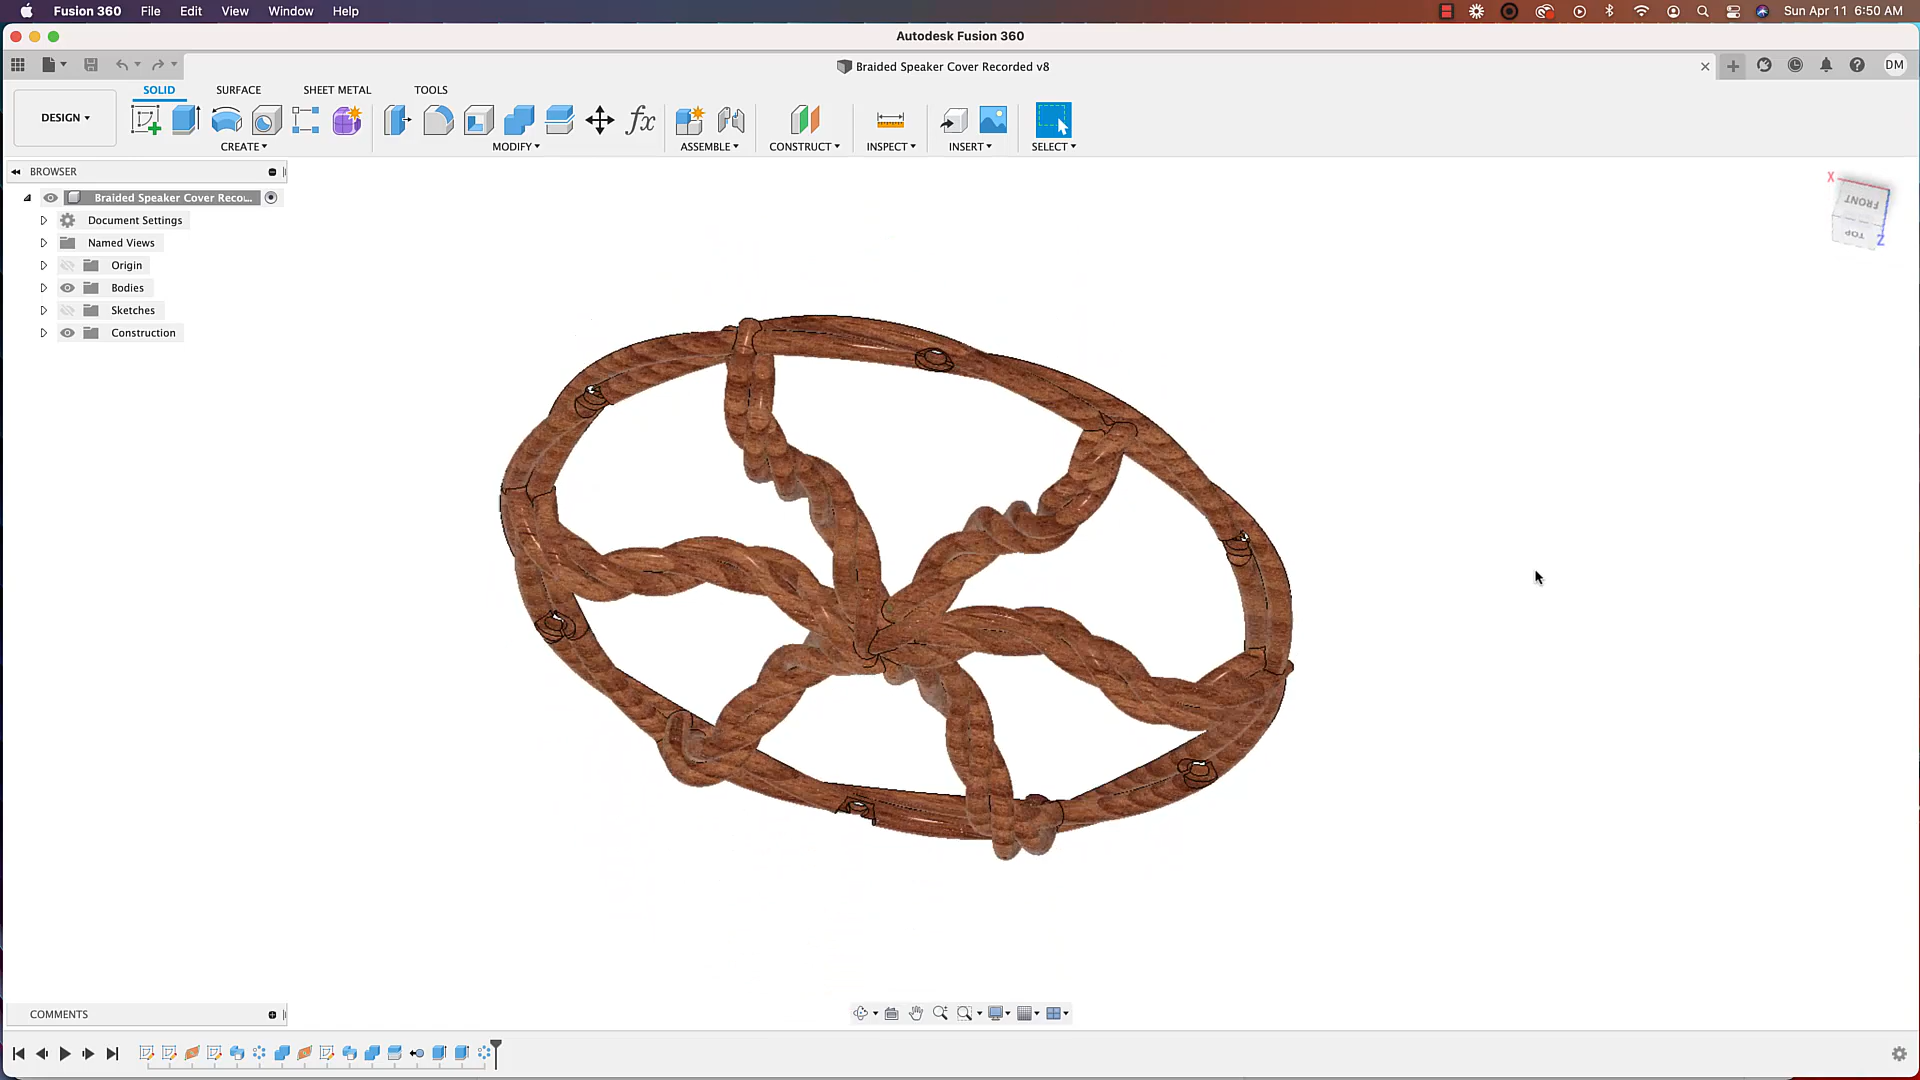 Fusion 360 File Edit View Window Help Sun Apr 11 6:50 AM
Autodesk Fusion 360
Braided Speaker Cover Recorded v8 DM
SOLID SURFACE SHEET METAL TOOLS
DESIGN
fx
CREATE MODIFY ASSEMBLE CONSTRUCT INSPECT INSERT SELECT
BROWSER
Braided Speaker Cover Reco...
Document Settings
Named Views
Origin
Bodies
Sketches
Construction
X
FRONT
TOP
Z
COMMENTS